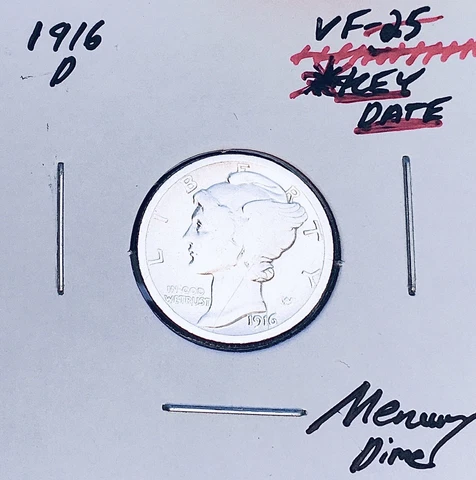 1916
D
VF-25
*KEY
DATE
LIBERTY
IN GOD
WE TRUST
1916
Mercury
Dime